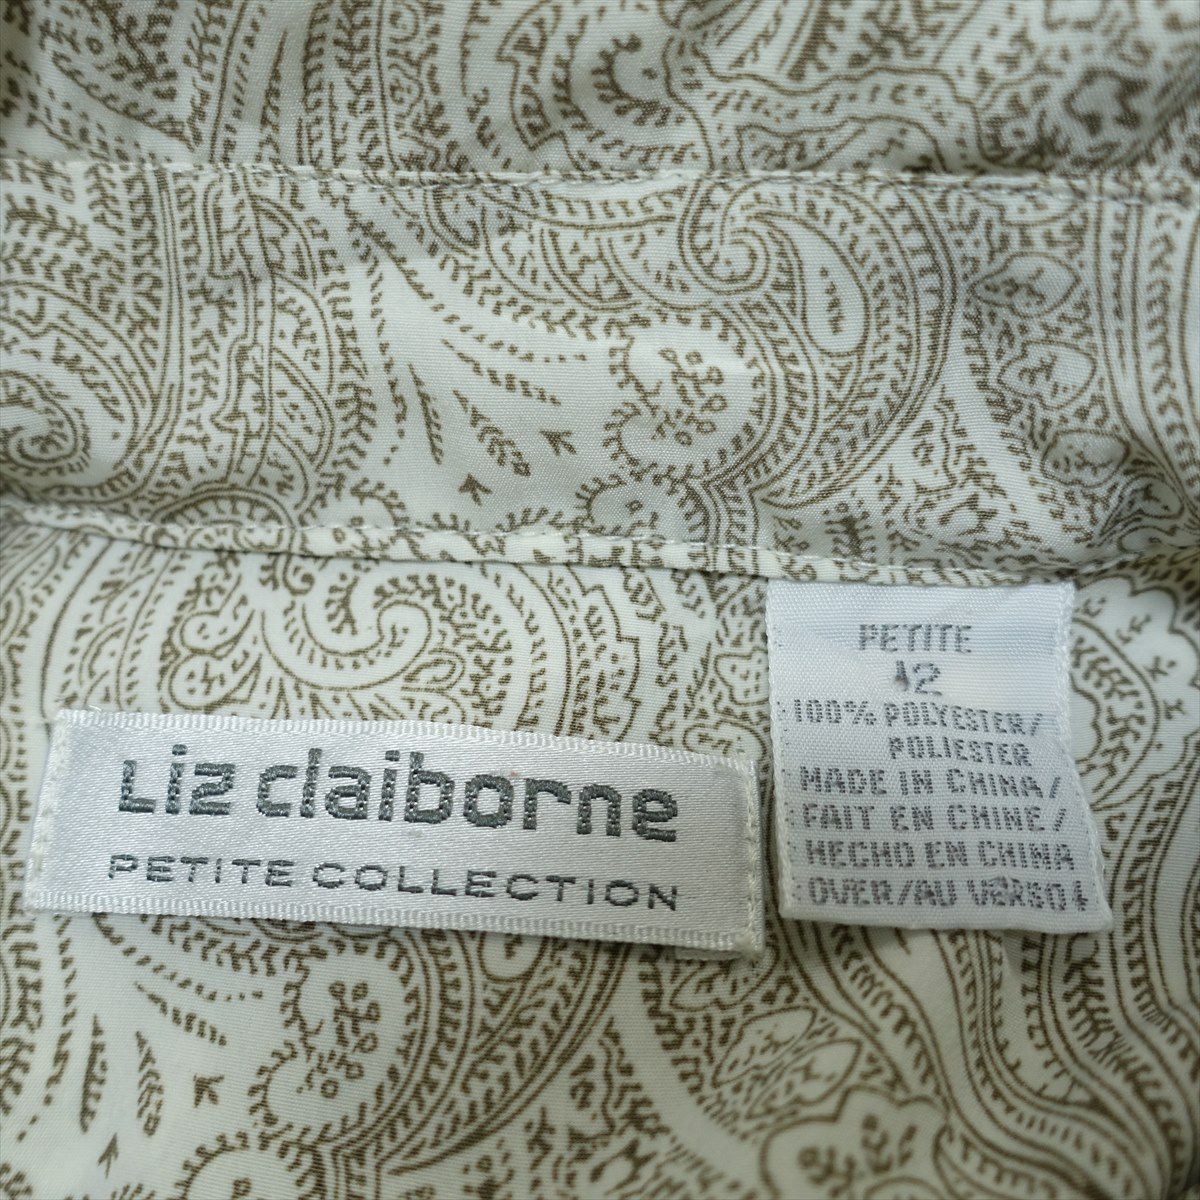 Liz claiborne
PETITE COLLECTION
PETITE
12
100% POLYESTER/
POLIESTER
MADE IN CHINA/
FAIT EN CHINE/
HECHO EN CHINA
OVER/AU VERSO